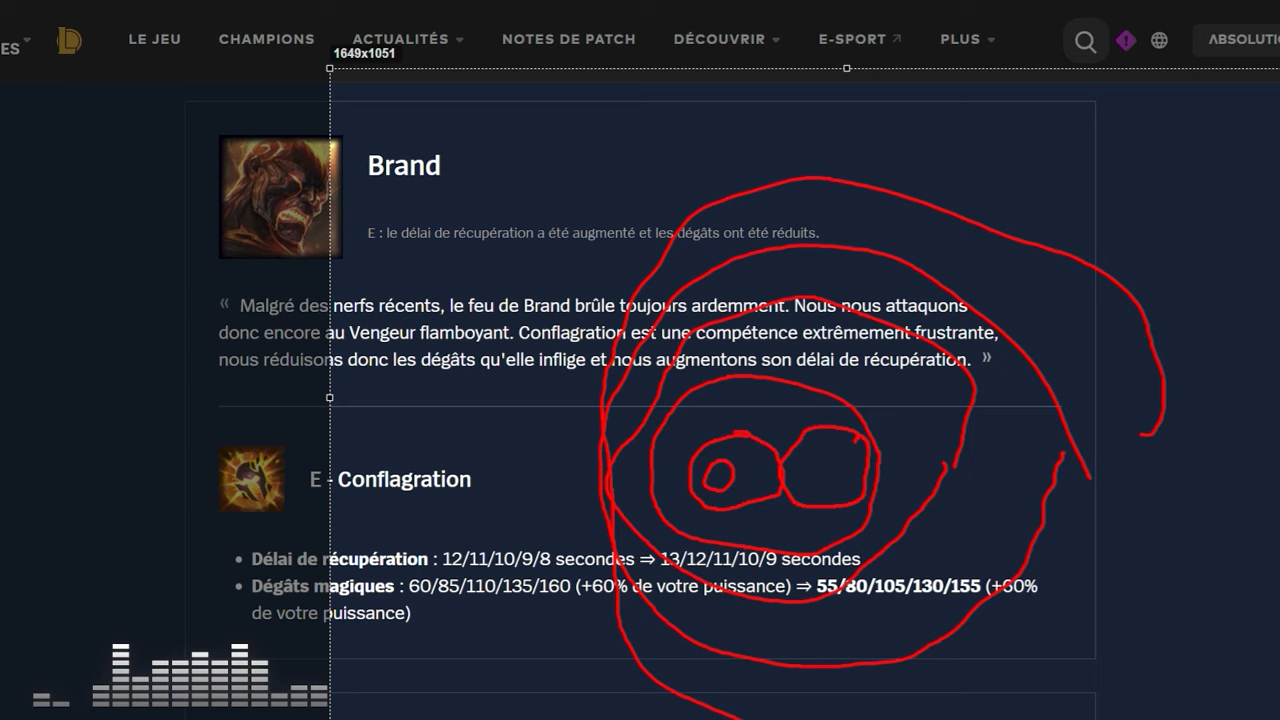 ES
LE JEU CHAMPIONS ACTUALITÉS NOTES DE PATCH DÉCOUVRIR E-SPORT PLUS ABSOLUTI
1649x1051
Brand
E : le délai de récupération a été augmenté et les dégâts ont été réduits.
« Malgré des nerfs récents, le feu de Brand brûle toujours ardemment. Nous nous attaquons
donc encore au Vengeur flamboyant. Conflagration est une compétence extrêmement frustrante,
nous réduisons donc les dégâts qu'elle inflige et nous augmentons son délai de récupération. »
E - Conflagration
• Délai de récupération : 12/11/10/9/8 secondes ⇒ 13/12/11/10/9 secondes
• Dégâts magiques : 60/85/110/135/160 (+60% de votre puissance) ⇒ 55/80/105/130/155 (+60%
de votre puissance)